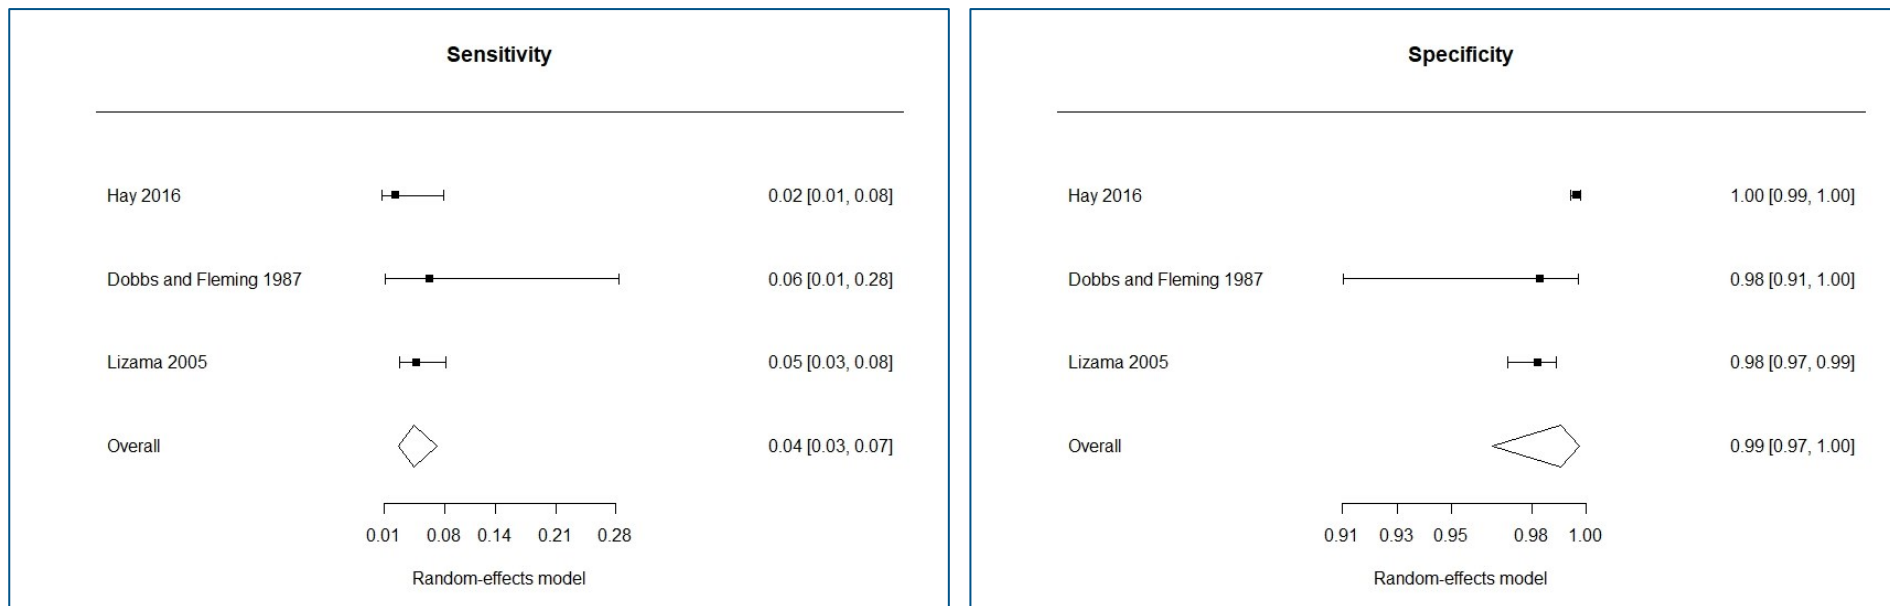 Sensitivity
Hay 2016 0.02 [0.01, 0.08]
Dobbs and Fleming 1987 0.06 [0.01, 0.28]
Lizama 2005 0.05 [0.03, 0.08]
Overall 0.04 [0.03, 0.07]
0.01 0.08 0.14 0.21 0.28
Random-effects model
Specificity
Hay 2016 1.00 [0.99, 1.00]
Dobbs and Fleming 1987 0.98 [0.91, 1.00]
Lizama 2005 0.98 [0.97, 0.99]
Overall 0.99 [0.97, 1.00]
0.91 0.93 0.95 0.98 1.00
Random-effects model